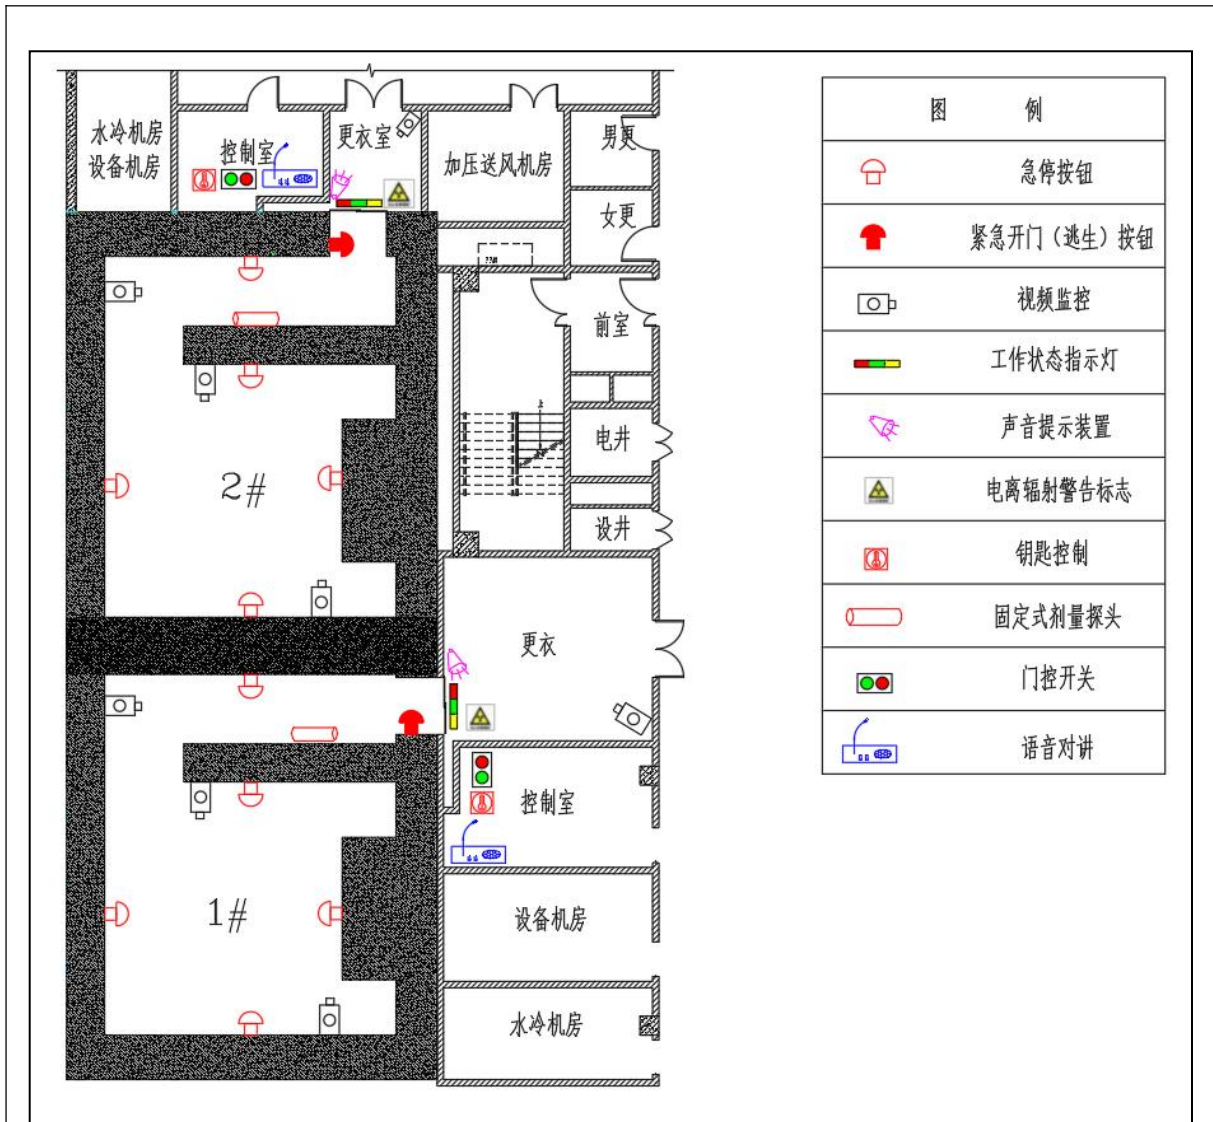 水冷机房
设备机房
控制室
更衣室
加压送风机房
男更
女更
前室
电井
设井
2#
更衣
控制室
1#
设备机房
水冷机房
图 例
急停按钮
紧急开门（逃生）按钮
视频监控
工作状态指示灯
声音提示装置
电离辐射警告标志
钥匙控制
固定式剂量探头
门控开关
语音对讲